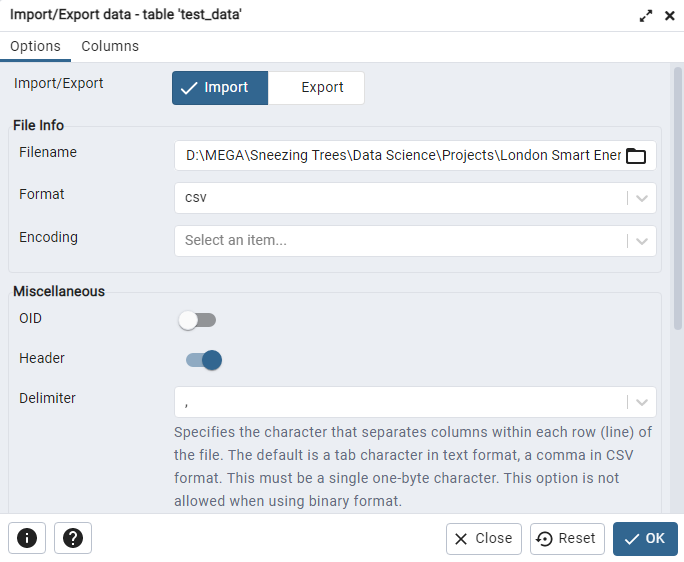 Import/Export data - table 'test_data'
Options Columns
Import/Export Import Export
File Info
Filename D:\MEGA\Sneezing Trees\Data Science\Projects\London Smart Ener
Format csv
Encoding Select an item...
Miscellaneous
OID
Header
Delimiter ,
Specifies the character that separates columns within each row (line) of
the file. The default is a tab character in text format, a comma in CSV
format. This must be a single one-byte character. This option is not
allowed when using binary format.
Close Reset OK